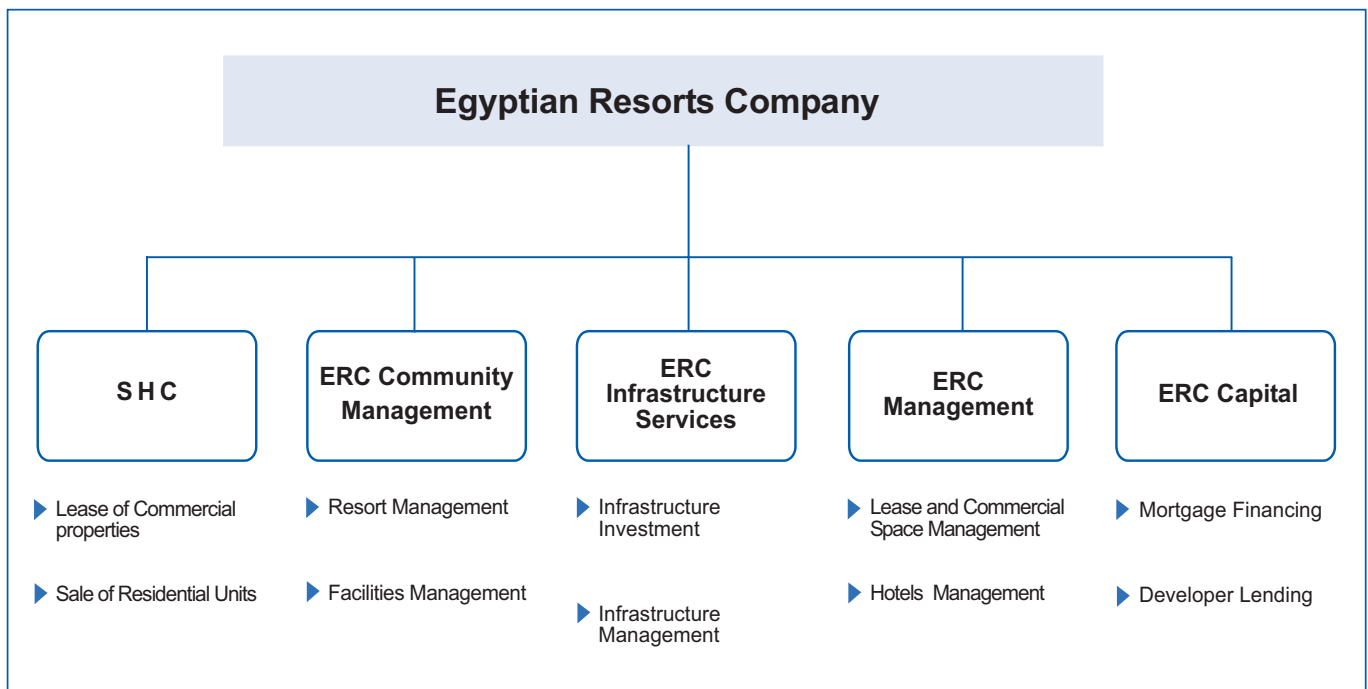 Egyptian Resorts Company
S H C
ERC Community
Management
ERC
Infrastructure
Services
ERC
Management
ERC Capital
Lease of Commercial
properties
Sale of Residential Units
Resort Management
Facilities Management
Infrastructure
Investment
Infrastructure
Management
Lease and Commercial
Space Management
Hotels Management
Mortgage Financing
Developer Lending